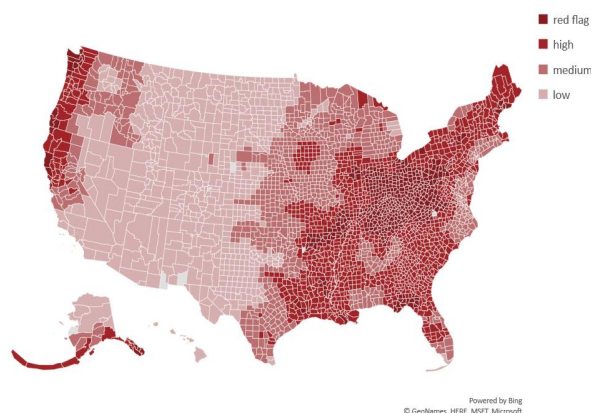 red flag
high
medium
low
Powered by Bing
© GeoNames, HERE, MSFT, Microsoft